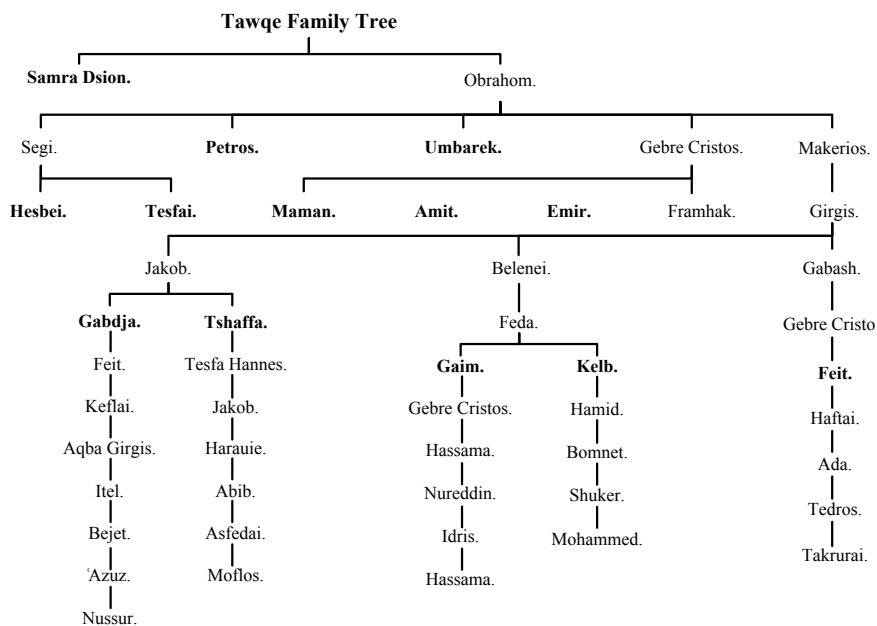 Tawqe Family Tree
Samra Dsion. Obrahom.
Segi. Petros. Umbarek. Gebre Cristos. Makerios.
Hesbei. Tesfai. Maman. Amit. Emir. Framhak. Girgis.
Jakob. Belenei. Gabash.
Gabdja. Tshaffa. Feda. Gebre Cristo
Feit. Tesfa Hannes. Gaim. Kelb. Feit.
Keflai. Jakob. Gebre Cristos. Hamid. Haftai.
Aqba Girgis. Harauie. Hassama. Bomnet. Ada.
Itel. Abib. Nureddin. Shuker. Tedros.
Bejet. Asfedai. Idris. Mohammed. Takrurai.
ʿAzuz. Moflos. Hassama.
Nussur.